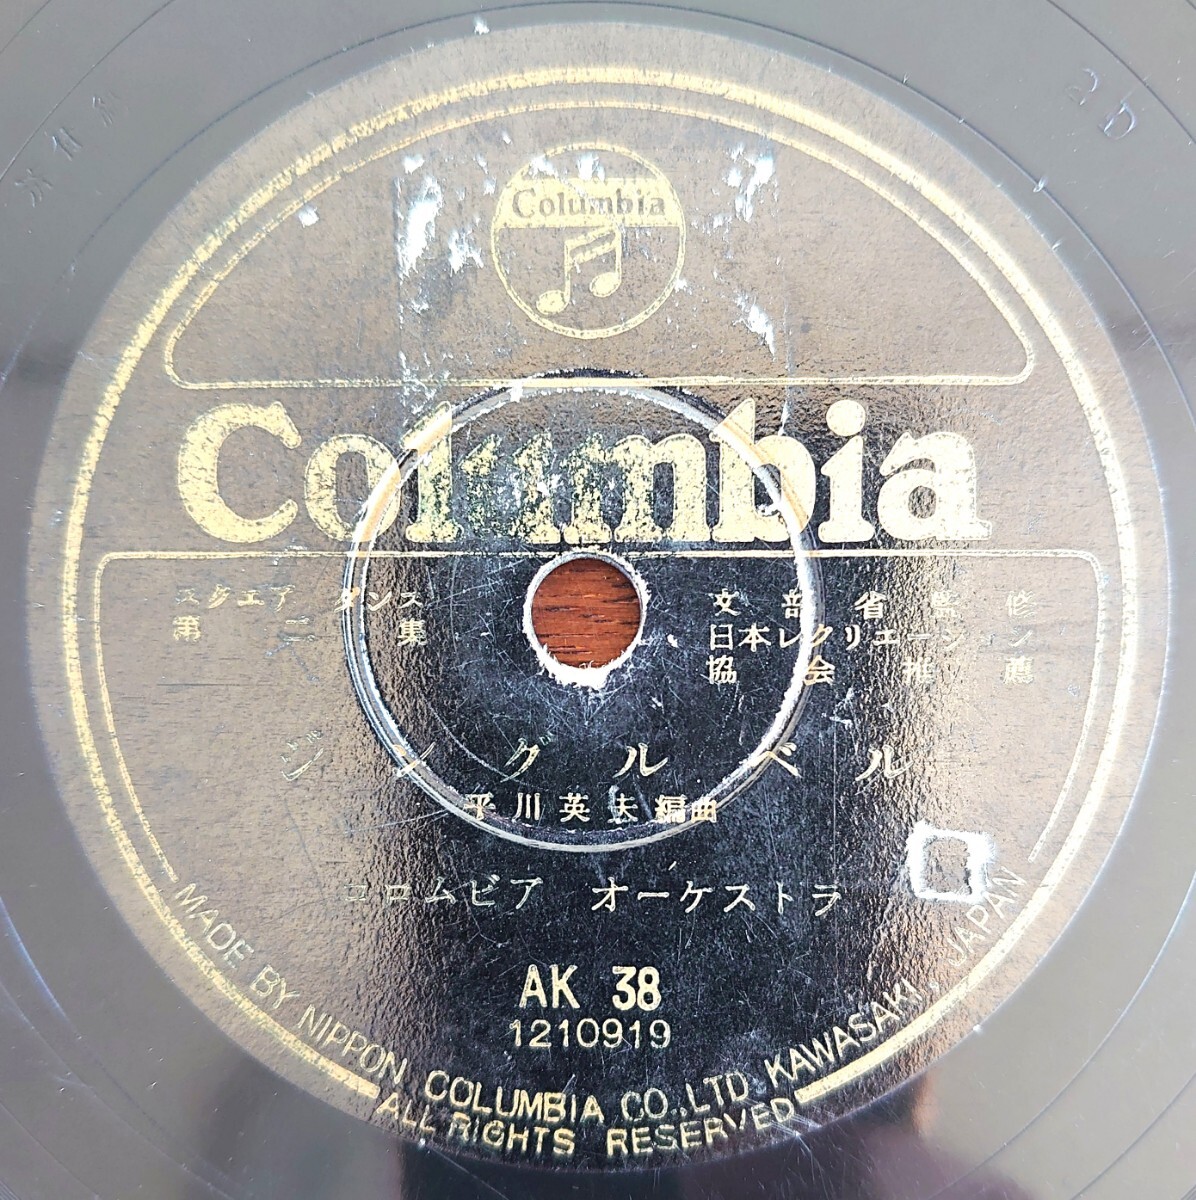 2D
Columbia
Columbia
スクエア ダンス
第二集
文部省監修
日本レクリエーション
協会推薦
ジングルベル
平川英夫編曲
コロムビア オーケストラ
AK 38
1210919
MADE BY NIPPON COLUMBIA CO.,LTD KAWASAKI, JAPAN
ALL RIGHTS RESERVED